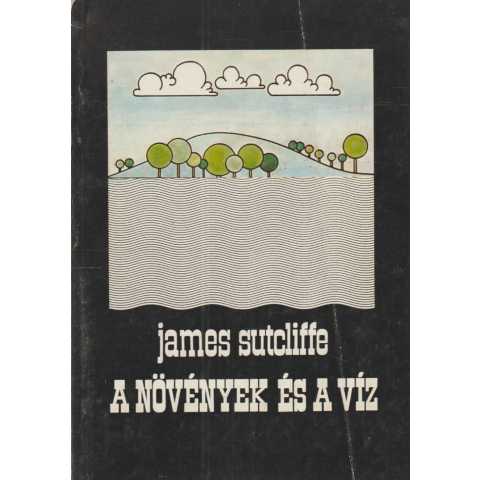 james sutcliffe
A NÖVÉNYEK ÉS A VÍZ